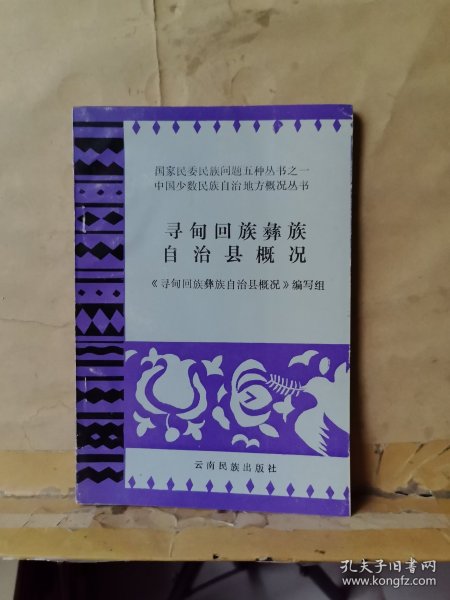 国家民委民族问题五种丛书之一
中国少数民族自治地方概况丛书
寻甸回族彝族
自治县概况
《寻甸回族彝族自治县概况》编写组
云南民族出版社
孔夫子旧书网
www.kongfz.com